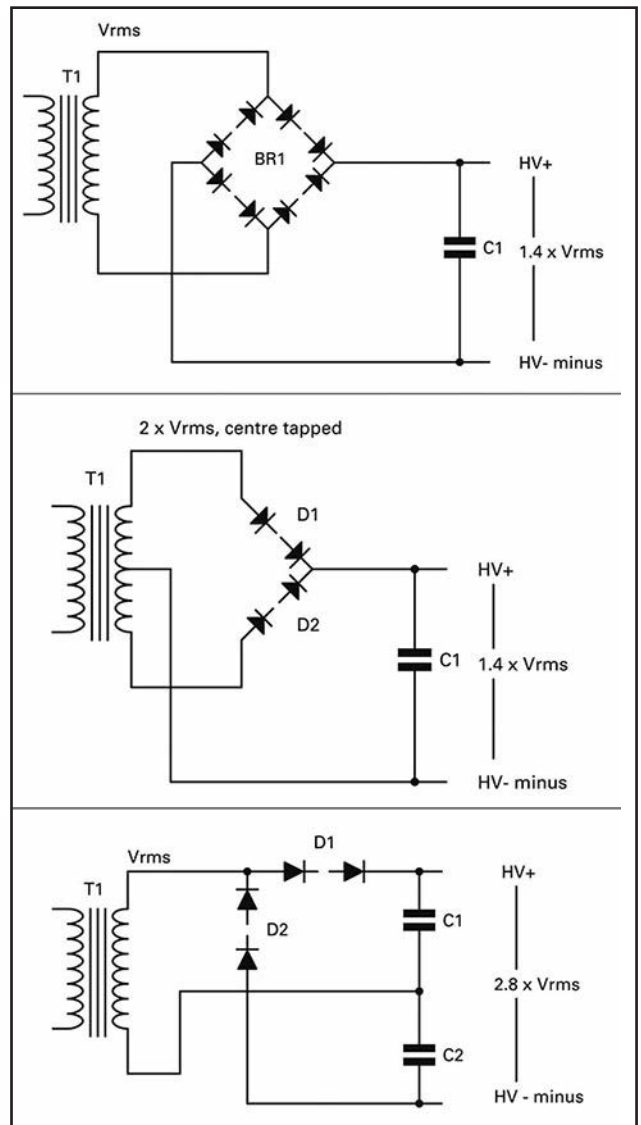 Vrms
T1
BR1
HV+
C1
1.4 x Vrms
HV- minus
2 x Vrms, centre tapped
T1
D1
D2
HV+
C1
1.4 x Vrms
HV- minus
D1
Vrms
T1
HV+
D2
C1
2.8 x Vrms
C2
HV - minus